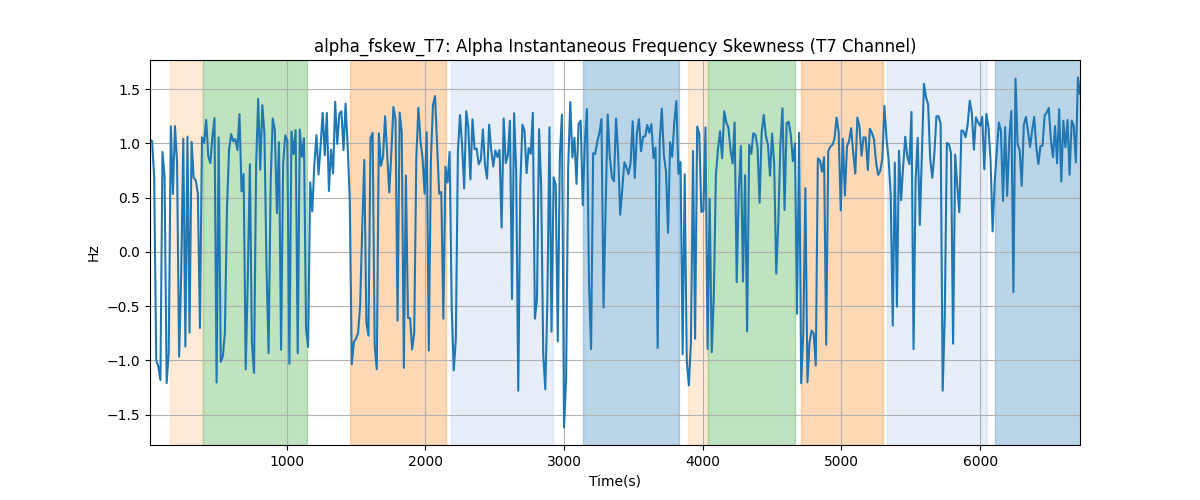 alpha_fskew_T7: Alpha Instantaneous Frequency Skewness (T7 Channel)
1.5
1.0
0.5
0.0
−0.5
−1.0
−1.5
Hz
1000 2000 3000 4000 5000 6000
Time(s)